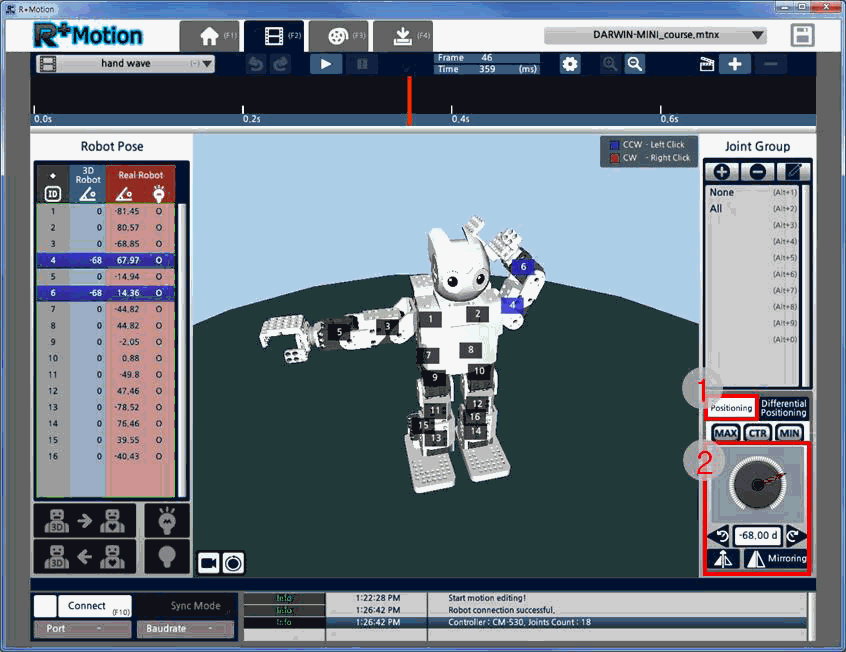 R+Motion
R+Motion
(F1)
(F2)
(F3)
(F4)
DARWIN-MINI_course.mtnx
hand wave
Frame 46
Time 359 (ms)
0.0s 0.2s 0.4s 0.6s
Robot Pose
ID 3D Robot Real Robot
1 0 -81.45 O
2 0 80.57 O
3 0 -68.85 O
4 -68 67.97 O
5 0 -14.94 O
6 -68 14.36 O
7 0 -44.82 O
8 0 44.82 O
9 0 -2.05 O
10 0 0.88 O
11 0 -49.8 O
12 0 47.46 O
13 0 -78.52 O
14 0 76.46 O
15 0 39.55 O
16 0 -40.43 O
3D
3D
CCW - Left Click
CW - Right Click
6
4
2
1
3
5
8
7
10
9
12
11
16
15
14
13
Joint Group
None (Alt+1)
All (Alt+2)
(Alt+3)
(Alt+4)
(Alt+5)
(Alt+6)
(Alt+7)
(Alt+8)
(Alt+9)
(Alt+0)
1
Positioning
Differential
Positioning
MAX CTR MIN
2
-68.00 d
Mirroring
Connect (F10)
Sync Mode
Port -
Baudrate -
Info 1:22:28 PM Start motion editing!
Info 1:26:42 PM Robot connection successful.
Info 1:26:42 PM Controller : CM-530, Joints Count : 18